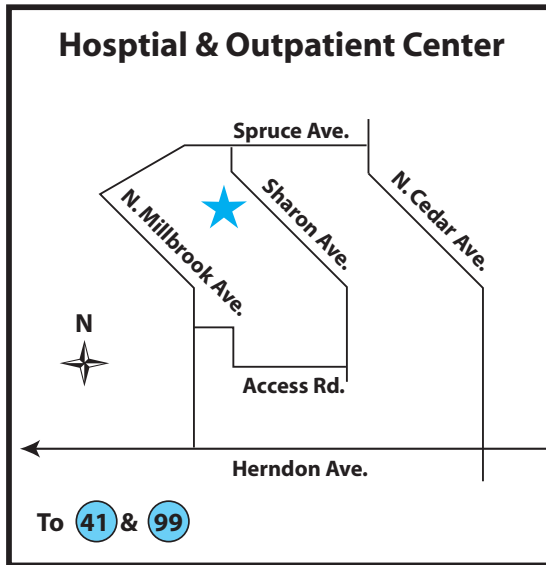 Hosptial & Outpatient Center
Spruce Ave.
N. Millbrook Ave.
Sharon Ave.
N. Cedar Ave.
N
Access Rd.
Herndon Ave.
To 41 & 99